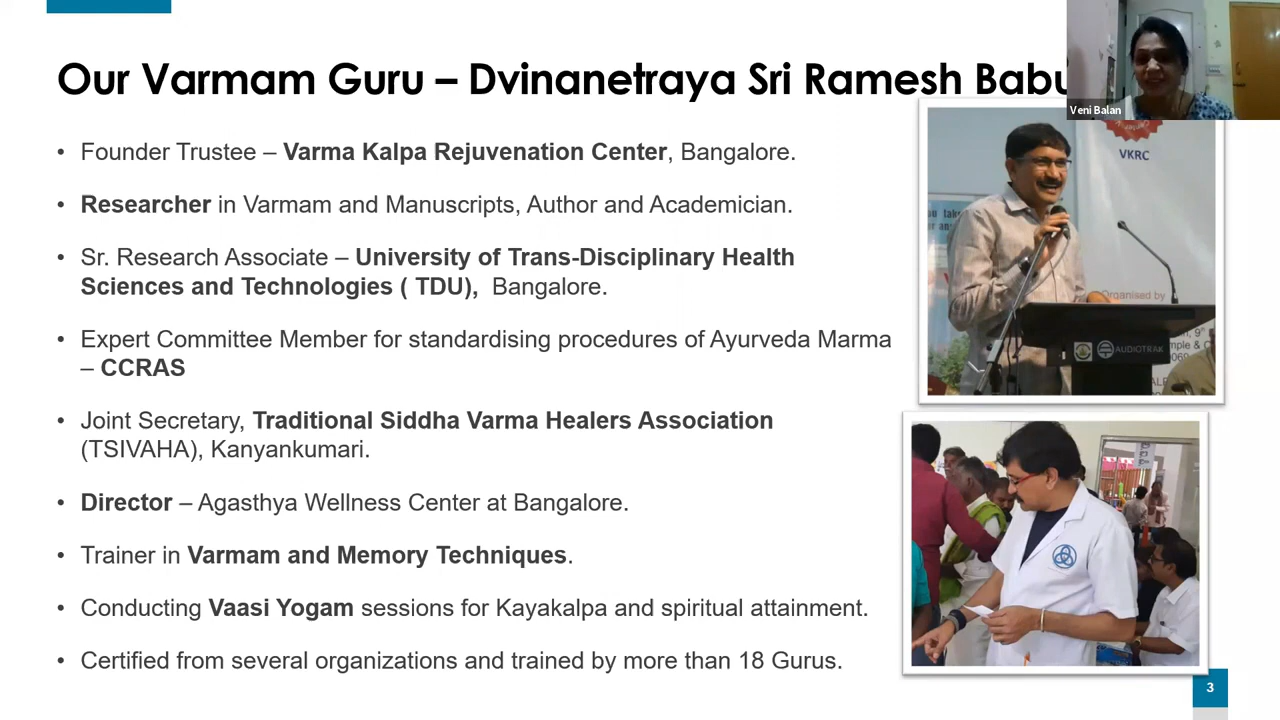 Our Varmam Guru – Dvinanetraya Sri Ramesh Babu
Veni Balan
• Founder Trustee – Varma Kalpa Rejuvenation Center, Bangalore.
• Researcher in Varmam and Manuscripts, Author and Academician.
• Sr. Research Associate – University of Trans-Disciplinary Health
Sciences and Technologies ( TDU), Bangalore.
• Expert Committee Member for standardising procedures of Ayurveda Marma
– CCRAS
• Joint Secretary, Traditional Siddha Varma Healers Association
(TSIVAHA), Kanyankumari.
• Director – Agasthya Wellness Center at Bangalore.
• Trainer in Varmam and Memory Techniques.
• Conducting Vaasi Yogam sessions for Kayakalpa and spiritual attainment.
• Certified from several organizations and trained by more than 18 Gurus.
VKRC
Organised by
AUDIOTRAK
3